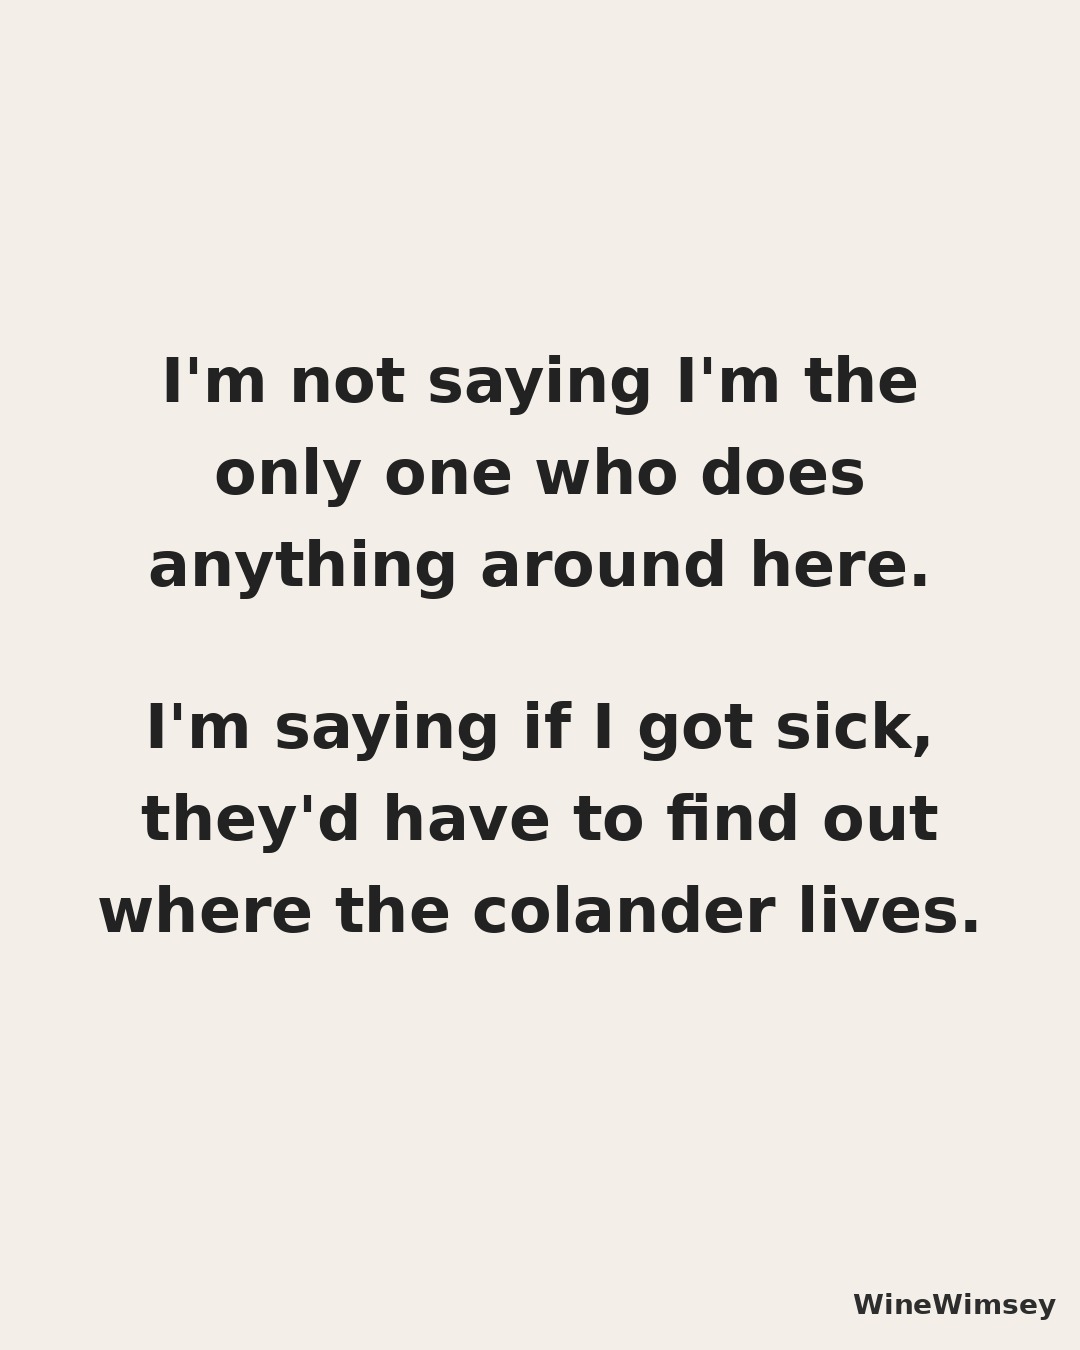 I'm not saying I'm the
only one who does
anything around here.
I'm saying if I got sick,
they'd have to find out
where the colander lives.
WineWimsey